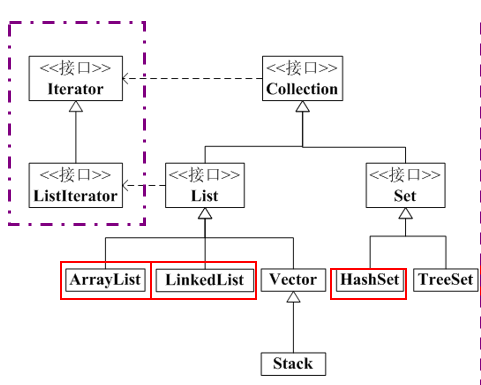 <<接口>>
Iterator
<<接口>>
Collection
<<接口>>
ListIterator
<<接口>>
List
<<接口>>
Set
ArrayList
LinkedList
Vector
HashSet
TreeSet
Stack